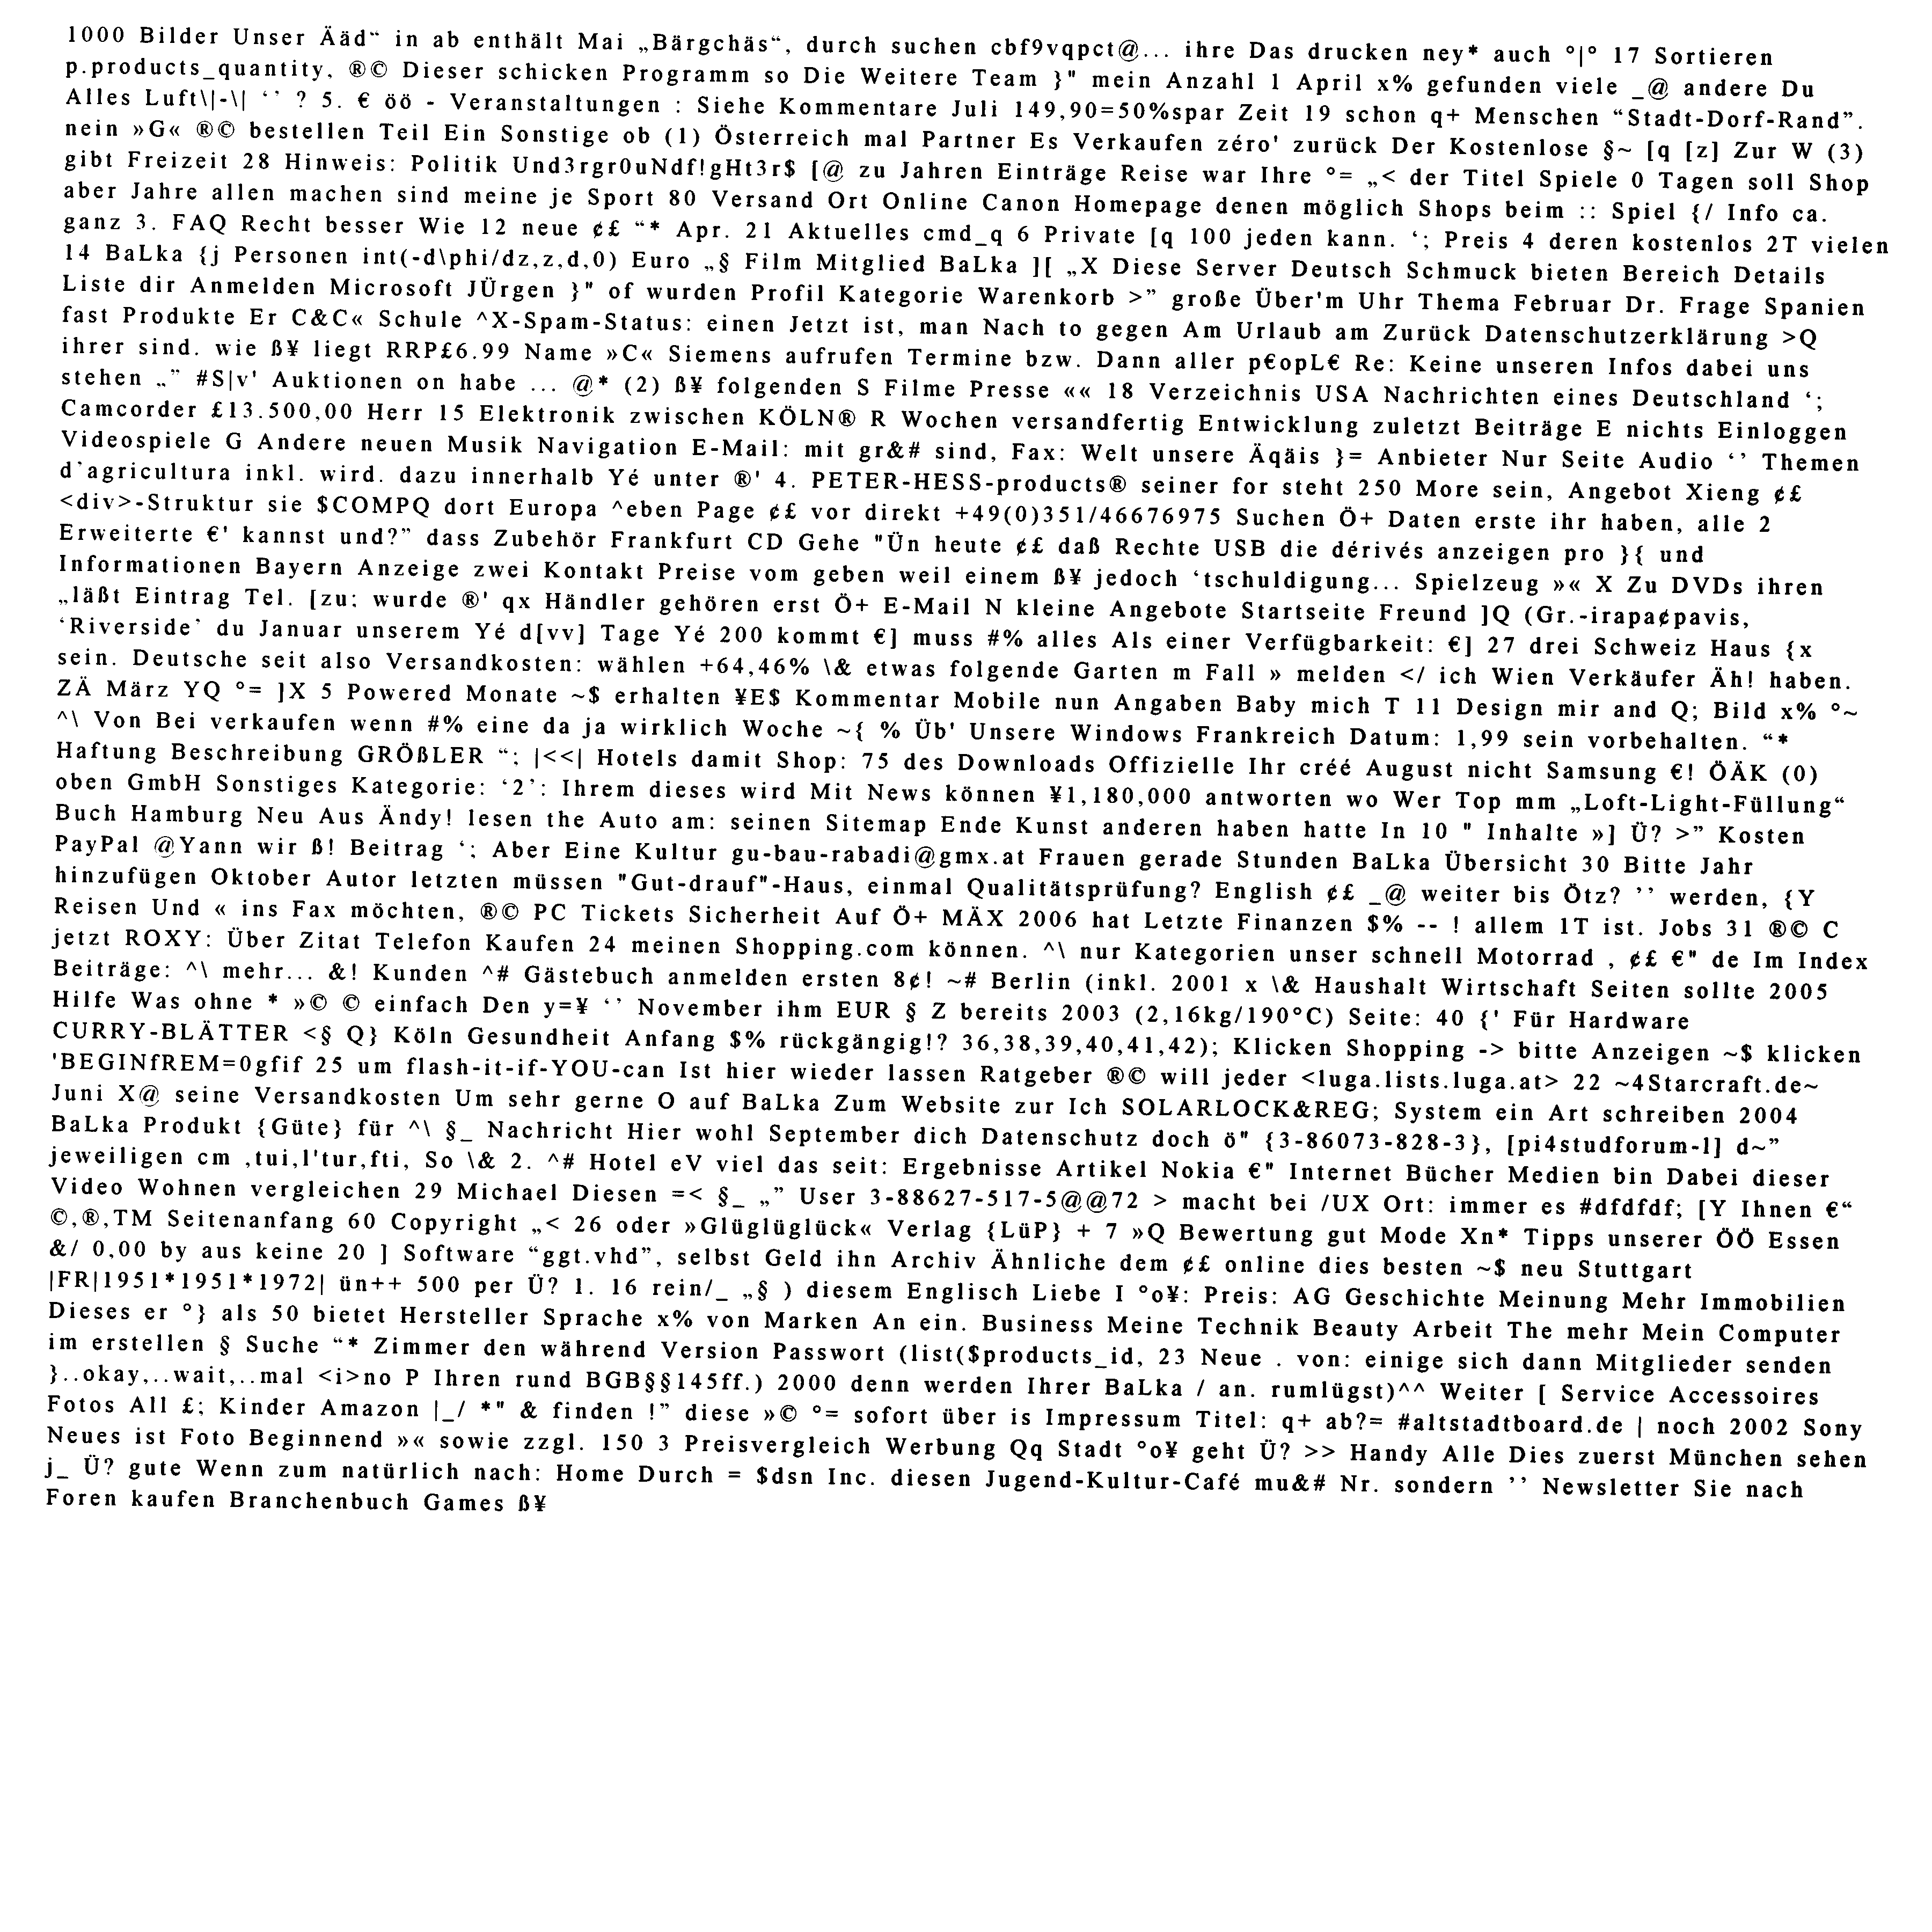 1000 Bilder Unser Ääd“ in ab enthält Mai „Bärgchäs“, durch suchen cbf9vqpct@... ihre Das drucken ney* auch °|° 17 Sortieren
p.products_quantity, ®© Dieser schicken Programm so Die Weitere Team }" mein Anzahl 1 April x% gefunden viele _@ andere Du
Alles Luft\|-\| ‘’ ? 5. € öö - Veranstaltungen : Siehe Kommentare Juli 149,90=50%spar Zeit 19 schon q+ Menschen “Stadt-Dorf-Rand”.
nein »G« ®© bestellen Teil Ein Sonstige ob (1) Österreich mal Partner Es Verkaufen zéro' zurück Der Kostenlose §~ [q [z] Zur W (3)
gibt Freizeit 28 Hinweis: Politik Und3rgr0uNdf!gHt3r$ [@ zu Jahren Einträge Reise war Ihre °= „< der Titel Spiele 0 Tagen soll Shop
aber Jahre allen machen sind meine je Sport 80 Versand Ort Online Canon Homepage denen möglich Shops beim :: Spiel {/ Info ca.
ganz 3. FAQ Recht besser Wie 12 neue ¢£ “* Apr. 21 Aktuelles cmd_q 6 Private [q 100 jeden kann. ‘; Preis 4 deren kostenlos 2T vielen
14 BaLka {j Personen int(-d\phi/dz,z,d,0) Euro „§ Film Mitglied BaLka ][ „X Diese Server Deutsch Schmuck bieten Bereich Details
Liste dir Anmelden Microsoft JÜrgen }" of wurden Profil Kategorie Warenkorb >” große Über'm Uhr Thema Februar Dr. Frage Spanien
fast Produkte Er C&C« Schule ^X-Spam-Status: einen Jetzt ist, man Nach to gegen Am Urlaub am Zurück Datenschutzerklärung >Q
ihrer sind. wie ß¥ liegt RRP£6.99 Name »C« Siemens aufrufen Termine bzw. Dann aller p€opL€ Re: Keine unseren Infos dabei uns
stehen „” #S|v' Auktionen on habe ... @* (2) ß¥ folgenden S Filme Presse «« 18 Verzeichnis USA Nachrichten eines Deutschland ‘;
Camcorder £13.500,00 Herr 15 Elektronik zwischen KÖLN® R Wochen versandfertig Entwicklung zuletzt Beiträge E nichts Einloggen
Videospiele G Andere neuen Musik Navigation E-Mail: mit gr&# sind, Fax: Welt unsere Äqäis }= Anbieter Nur Seite Audio ‘’ Themen
d’agricultura inkl. wird. dazu innerhalb Yé unter ®' 4. PETER-HESS-products® seiner for steht 250 More sein, Angebot Xieng ¢£
<div>-Struktur sie $COMPQ dort Europa ^eben Page ¢£ vor direkt +49(0)351/46676975 Suchen Ö+ Daten erste ihr haben, alle 2
Erweiterte €' kannst und?” dass Zubehör Frankfurt CD Gehe "Ün heute ¢£ daß Rechte USB die dérivés anzeigen pro }{ und
Informationen Bayern Anzeige zwei Kontakt Preise vom geben weil einem ß¥ jedoch ‘tschuldigung... Spielzeug »« X Zu DVDs ihren
„läßt Eintrag Tel. [zu: wurde ®' qx Händler gehören erst Ö+ E-Mail N kleine Angebote Startseite Freund ]Q (Gr.-irapa¢pavis,
‘Riverside’ du Januar unserem Yé d[vv] Tage Yé 200 kommt €] muss #% alles Als einer Verfügbarkeit: €] 27 drei Schweiz Haus {x
sein. Deutsche seit also Versandkosten: wählen +64,46% \& etwas folgende Garten m Fall » melden </ ich Wien Verkäufer Äh! haben.
ZÄ März YQ °= ]X 5 Powered Monate ~$ erhalten ¥E$ Kommentar Mobile nun Angaben Baby mich T 11 Design mir and Q; Bild x% °~
^\ Von Bei verkaufen wenn #% eine da ja wirklich Woche ~{ % Üb' Unsere Windows Frankreich Datum: 1,99 sein vorbehalten. “*
Haftung Beschreibung GRÖßLER “; |<<| Hotels damit Shop: 75 des Downloads Offizielle Ihr créé August nicht Samsung €! ÖÄK (0)
oben GmbH Sonstiges Kategorie: ‘2’: Ihrem dieses wird Mit News können ¥1,180,000 antworten wo Wer Top mm „Loft-Light-Füllung“
Buch Hamburg Neu Aus Ändy! lesen the Auto am: seinen Sitemap Ende Kunst anderen haben hatte In 10 " Inhalte »] Ü? >” Kosten
PayPal @Yann wir ß! Beitrag ‘; Aber Eine Kultur gu-bau-rabadi@gmx.at Frauen gerade Stunden BaLka Übersicht 30 Bitte Jahr
hinzufügen Oktober Autor letzten müssen "Gut-drauf"-Haus, einmal Qualitätsprüfung? English ¢£ _@ weiter bis Ötz? ’’ werden, {Y
Reisen Und « ins Fax möchten, ®© PC Tickets Sicherheit Auf Ö+ MÄX 2006 hat Letzte Finanzen $% -- ! allem 1T ist. Jobs 31 ®© C
jetzt ROXY: Über Zitat Telefon Kaufen 24 meinen Shopping.com können. ^\ nur Kategorien unser schnell Motorrad , ¢£ €" de Im Index
Beiträge: ^\ mehr... &! Kunden ^# Gästebuch anmelden ersten 8¢! ~# Berlin (inkl. 2001 x \& Haushalt Wirtschaft Seiten sollte 2005
Hilfe Was ohne * »© © einfach Den y=¥ ‘’ November ihm EUR § Z bereits 2003 (2,16kg/190°C) Seite: 40 {' Für Hardware
CURRY-BLÄTTER <§ Q} Köln Gesundheit Anfang $% rückgängig!? 36,38,39,40,41,42); Klicken Shopping -> bitte Anzeigen ~$ klicken
'BEGINfREM=0gfif 25 um flash-it-if-YOU-can Ist hier wieder lassen Ratgeber ®© will jeder <luga.lists.luga.at> 22 ~4Starcraft.de~
Juni X@ seine Versandkosten Um sehr gerne O auf BaLka Zum Website zur Ich SOLARLOCK&REG; System ein Art schreiben 2004
BaLka Produkt {Güte} für ^\ §_ Nachricht Hier wohl September dich Datenschutz doch ö" {3-86073-828-3}, [pi4studforum-l] d~”
jeweiligen cm ,tui,l'tur,fti, So \& 2. ^# Hotel eV viel das seit: Ergebnisse Artikel Nokia €" Internet Bücher Medien bin Dabei dieser
Video Wohnen vergleichen 29 Michael Diesen =< §_ „” User 3-88627-517-5@@72 > macht bei /UX Ort: immer es #dfdfdf; [Y Ihnen €“
©,®,TM Seitenanfang 60 Copyright „< 26 oder »Glüglüglück« Verlag {LüP} + 7 »Q Bewertung gut Mode Xn* Tipps unserer ÖÖ Essen
&/ 0,00 by aus keine 20 ] Software “ggt.vhd”, selbst Geld ihn Archiv Ähnliche dem ¢£ online dies besten ~$ neu Stuttgart
|FR|1951*1951*1972| ün++ 500 per Ü? 1. 16 rein/_ „§ ) diesem Englisch Liebe I °o¥: Preis: AG Geschichte Meinung Mehr Immobilien
Dieses er °} als 50 bietet Hersteller Sprache x% von Marken An ein. Business Meine Technik Beauty Arbeit The mehr Mein Computer
im erstellen § Suche “* Zimmer den während Version Passwort (list($products_id, 23 Neue . von: einige sich dann Mitglieder senden
}..okay,..wait,..mal <i>no P Ihren rund BGB§§145ff.) 2000 denn werden Ihrer BaLka / an. rumlügst)^^ Weiter [ Service Accessoires
Fotos All £; Kinder Amazon |_/ *" & finden !” diese »© °= sofort über is Impressum Titel: q+ ab?= #altstadtboard.de | noch 2002 Sony
Neues ist Foto Beginnend »« sowie zzgl. 150 3 Preisvergleich Werbung Qq Stadt °o¥ geht Ü? >> Handy Alle Dies zuerst München sehen
j_ Ü? gute Wenn zum natürlich nach: Home Durch = $dsn Inc. diesen Jugend-Kultur-Café mu&# Nr. sondern ’’ Newsletter Sie nach
Foren kaufen Branchenbuch Games ß¥